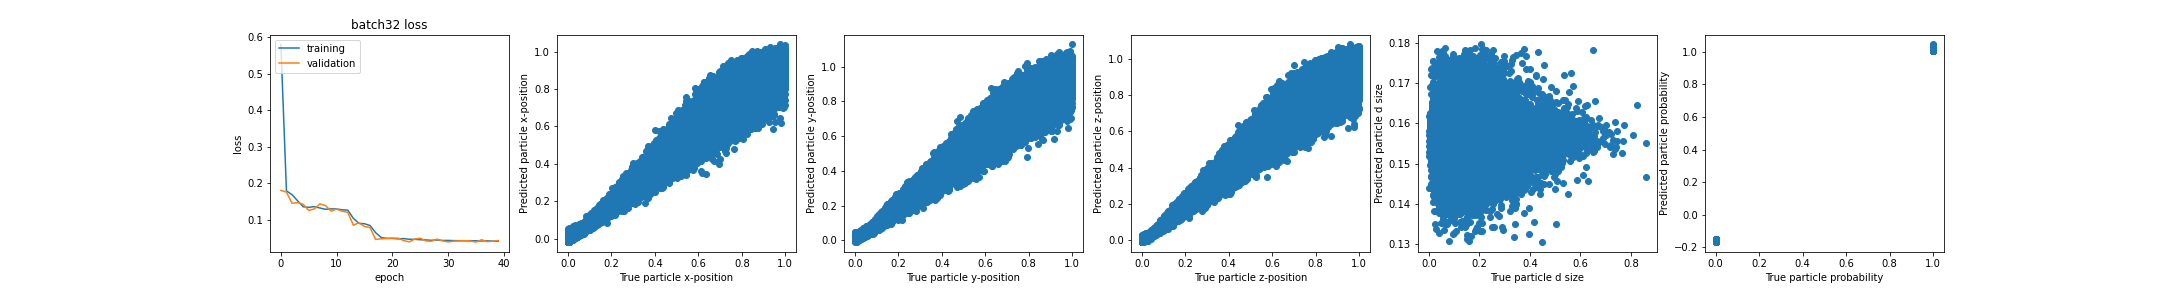 batch32 loss
training
validation
loss
0.6
0.5
0.4
0.3
0.2
0.1
0 10 20 30 40
epoch
Predicted particle x-position
1.0
0.8
0.6
0.4
0.2
0.0
0.0 0.2 0.4 0.6 0.8 1.0
True particle x-position
Predicted particle y-position
1.0
0.8
0.6
0.4
0.2
0.0
0.0 0.2 0.4 0.6 0.8 1.0
True particle y-position
Predicted particle z-position
1.0
0.8
0.6
0.4
0.2
0.0
0.0 0.2 0.4 0.6 0.8 1.0
True particle z-position
Predicted particle d size
0.18
0.17
0.16
0.15
0.14
0.13
0.0 0.2 0.4 0.6 0.8
True particle d size
Predicted particle probability
1.0
0.8
0.6
0.4
0.2
0.0
−0.2
0.0 0.2 0.4 0.6 0.8 1.0
True particle probability